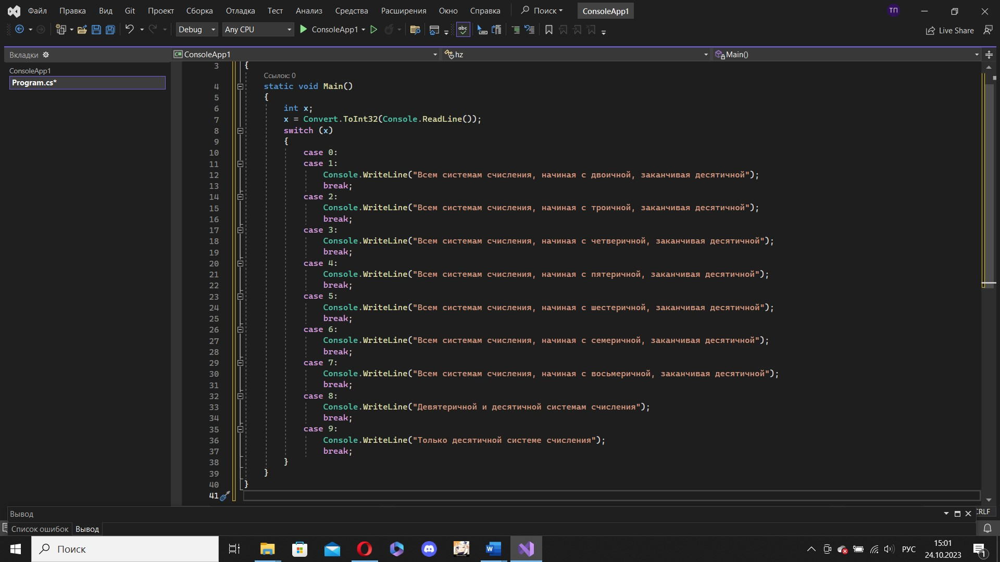 Файл Правка Вид Git Проект Сборка Отладка Тест Анализ Средства Расширения Окно Справка Поиск ConsoleApp1 ТП
Debug Any CPU ConsoleApp1 abc Live Share
Вкладки C# ConsoleApp1 hz Main()
ConsoleApp1
Program.cs*
3 {
Ссылок: 0
4 static void Main()
5 {
6 int x;
7 x = Convert.ToInt32(Console.ReadLine());
8 switch (x)
9 {
10 case 0:
11 case 1:
12 Console.WriteLine("Всем системам счисления, начиная с двоичной, заканчивая десятичной");
13 break;
14 case 2:
15 Console.WriteLine("Всем системам счисления, начиная с троичной, заканчивая десятичной");
16 break;
17 case 3:
18 Console.WriteLine("Всем системам счисления, начиная с четверичной, заканчивая десятичной");
19 break;
20 case 4:
21 Console.WriteLine("Всем системам счисления, начиная с пятеричной, заканчивая десятичной");
22 break;
23 case 5:
24 Console.WriteLine("Всем системам счисления, начиная с шестеричной, заканчивая десятичной");
25 break;
26 case 6:
27 Console.WriteLine("Всем системам счисления, начиная с семеричной, заканчивая десятичной");
28 break;
29 case 7:
30 Console.WriteLine("Всем системам счисления, начиная с восьмеричной, заканчивая десятичной");
31 break;
32 case 8:
33 Console.WriteLine("Девятеричной и десятичной системам счисления");
34 break;
35 case 9:
36 Console.WriteLine("Только десятичной системе счисления");
37 break;
38 }
39 }
40 }
41
Вывод CRLF
Список ошибок Вывод
Поиск W РУС 15:01
24.10.2023 1